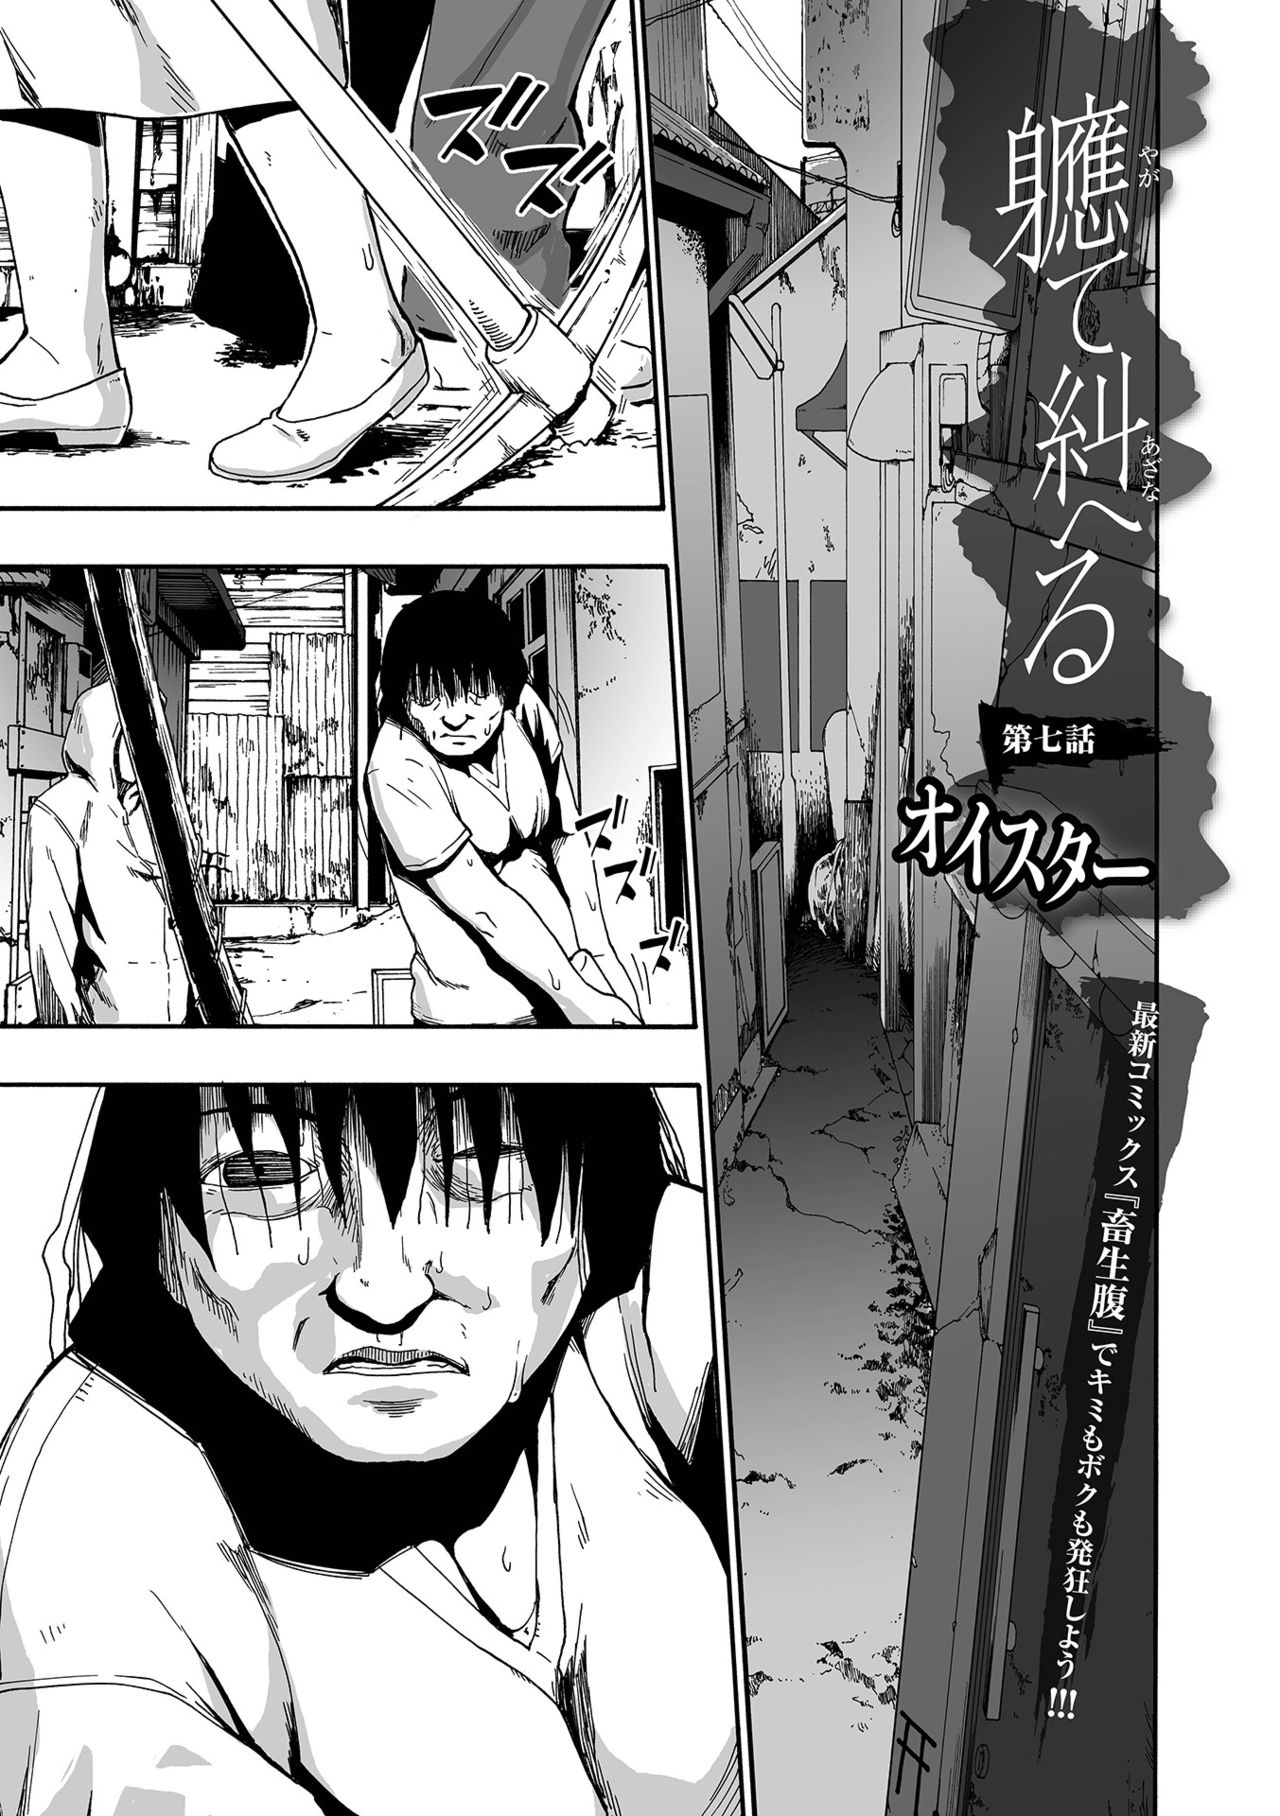 軈て糾へる
やが
あざな
第七話
オイスター
最新コミックス『畜生腹』でキミもボクも発狂しよう!!!
ズ
ズ
ズ
ズ